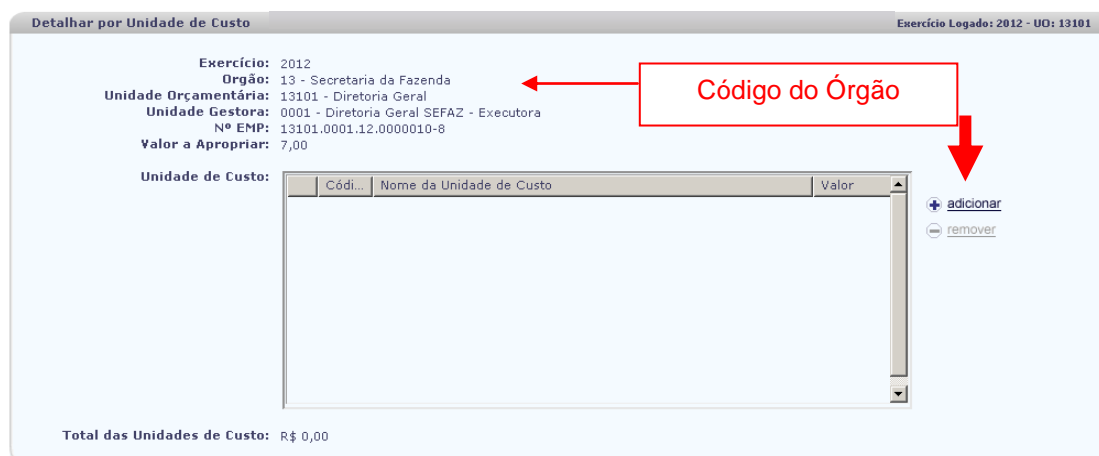 Detalhar por Unidade de Custo Exercício Logado: 2012 - UO: 13101
Exercício: 2012
Orgão: 13 - Secretaria da Fazenda
Código do Órgão
Unidade Orçamentária: 13101 - Diretoria Geral
Unidade Gestora: 0001 - Diretoria Geral SEFAZ - Executora
Nº EMP: 13101.0001.12.0000010-8
Valor a Apropriar: 7,00
Unidade de Custo:
Códi... Nome da Unidade de Custo Valor
adicionar
remover
Total das Unidades de Custo: R$ 0,00